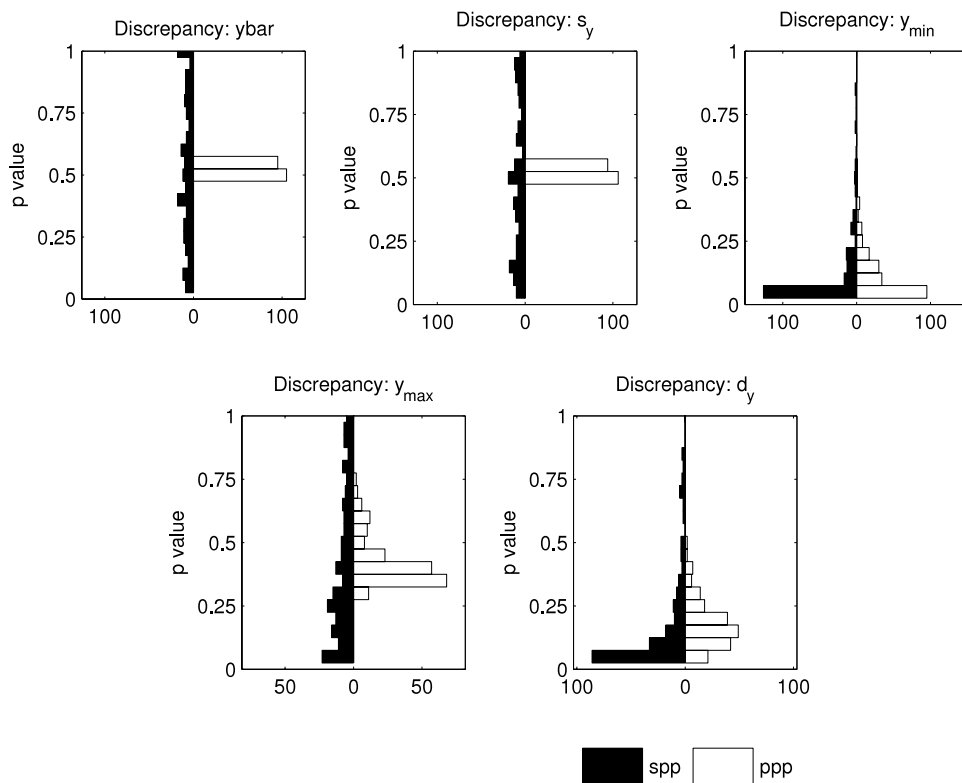 Discrepancy: ybar
1
0.75
0.5
0.25
0
p value
100 0 100
Discrepancy: s_y
1
0.75
0.5
0.25
0
p value
100 0 100
Discrepancy: y_min
1
0.75
0.5
0.25
0
p value
100 0 100
Discrepancy: y_max
1
0.75
0.5
0.25
0
p value
50 0 50
Discrepancy: d_y
1
0.75
0.5
0.25
0
p value
100 0 100
spp ppp